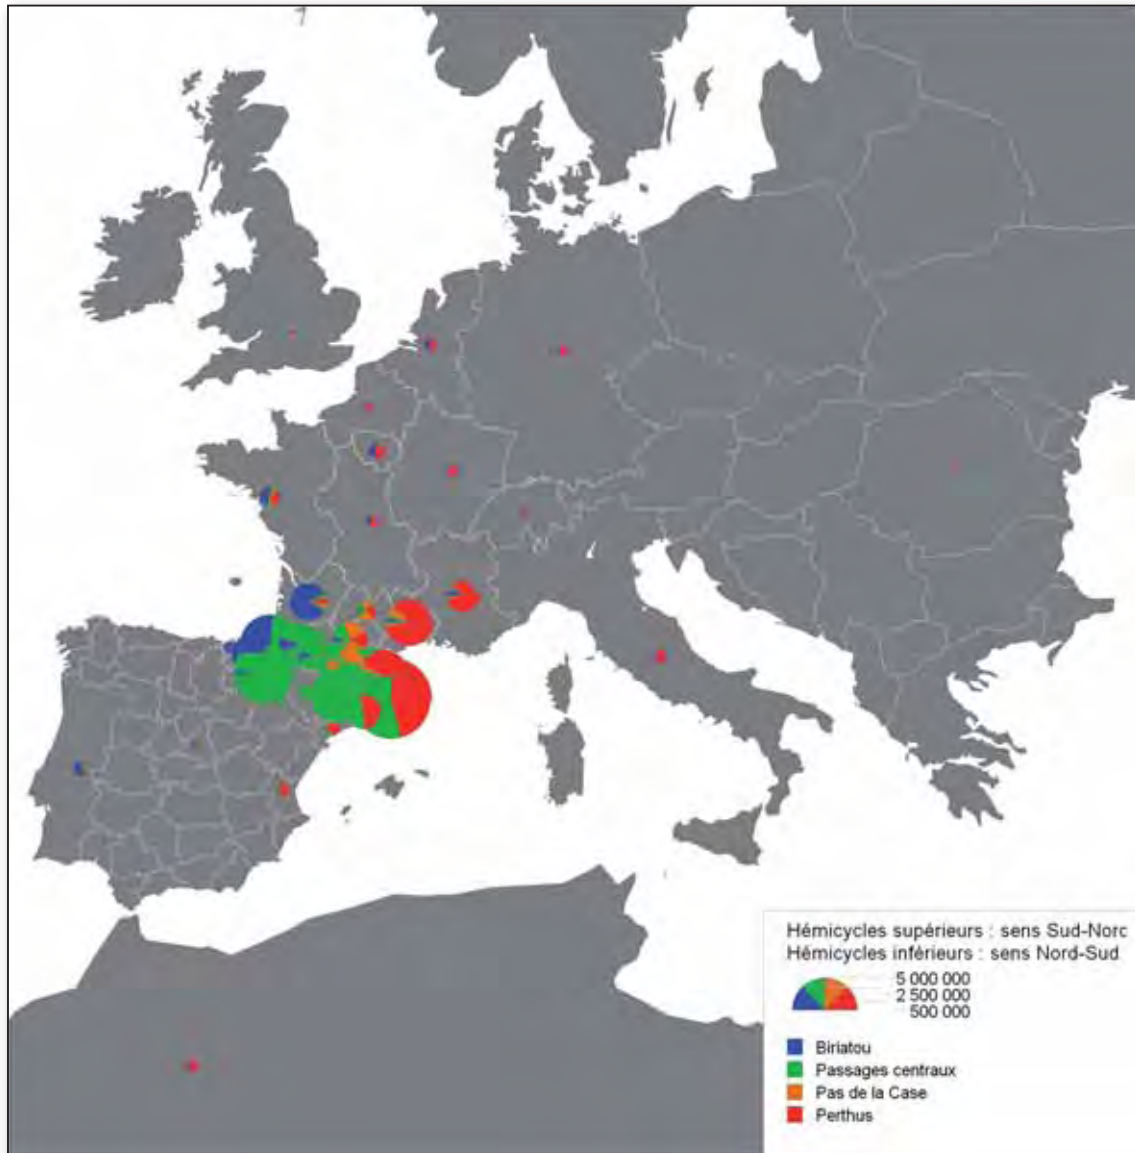 Hémicycles supérieurs : sens Sud-Norc
Hémicycles inférieurs : sens Nord-Sud
5 000 000
2 500 000
500 000
Biriatou
Passages centraux
Pas de la Case
Perthus